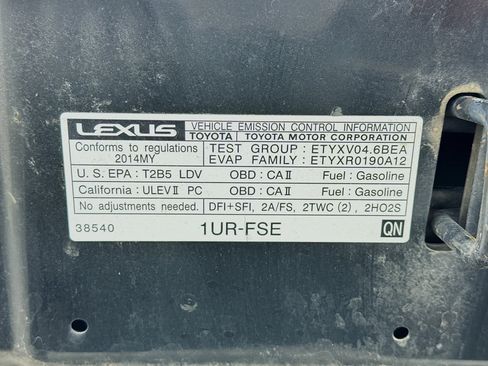 LEXUS VEHICLE EMISSION CONTROL INFORMATION
TOYOTA TOYOTA MOTOR CORPORATION
Conforms to regulations
2014MY
TEST GROUP : ETYXV04.6BEA
EVAP FAMILY : ETYXR0190A12
U.S. EPA : T2B5 LDV OBD : CAⅡ Fuel : Gasoline
California : ULEVⅡ PC OBD : CAⅡ Fuel : Gasoline
No adjustments needed. DFI+SFI, 2A/FS, 2TWC (2), 2HO2S
38540 1UR-FSE QN